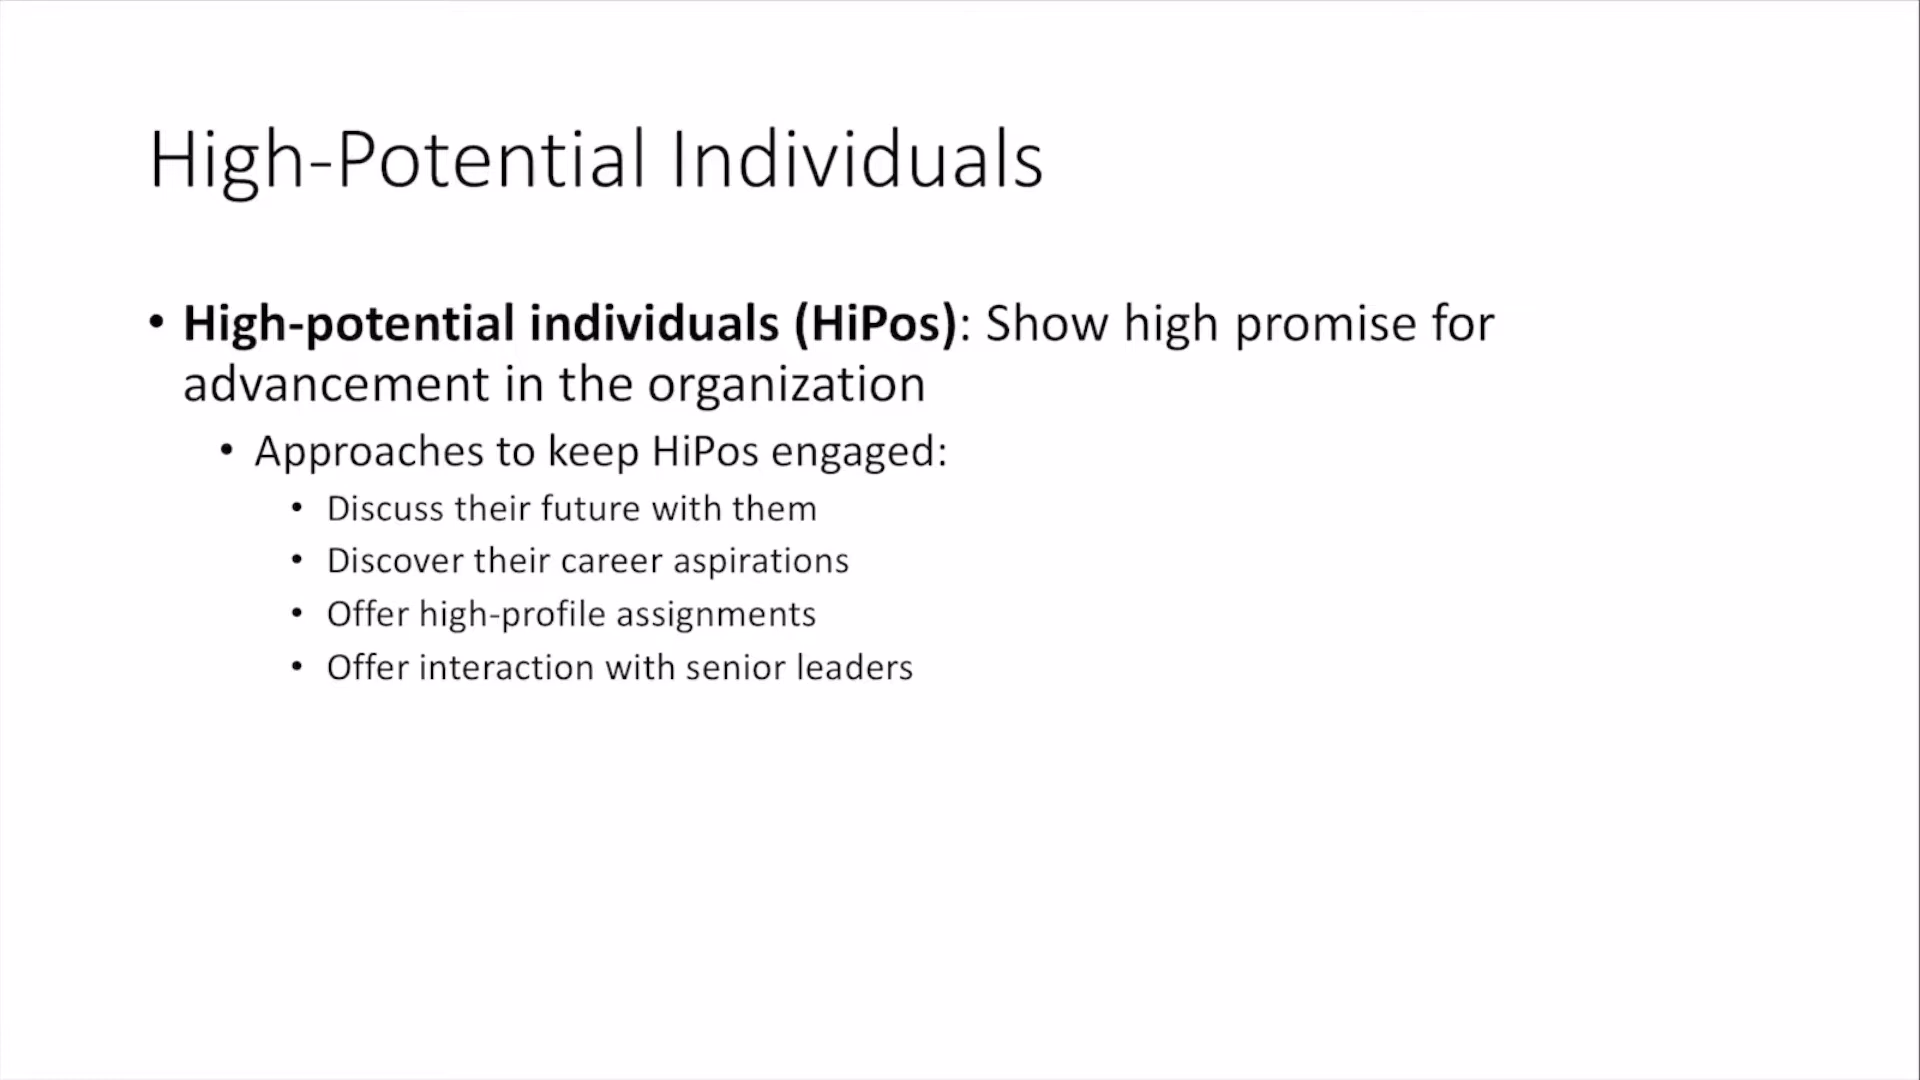 High-Potential Individuals
• High-potential individuals (HiPos): Show high promise for
advancement in the organization
• Approaches to keep HiPos engaged:
• Discuss their future with them
• Discover their career aspirations
• Offer high-profile assignments
• Offer interaction with senior leaders